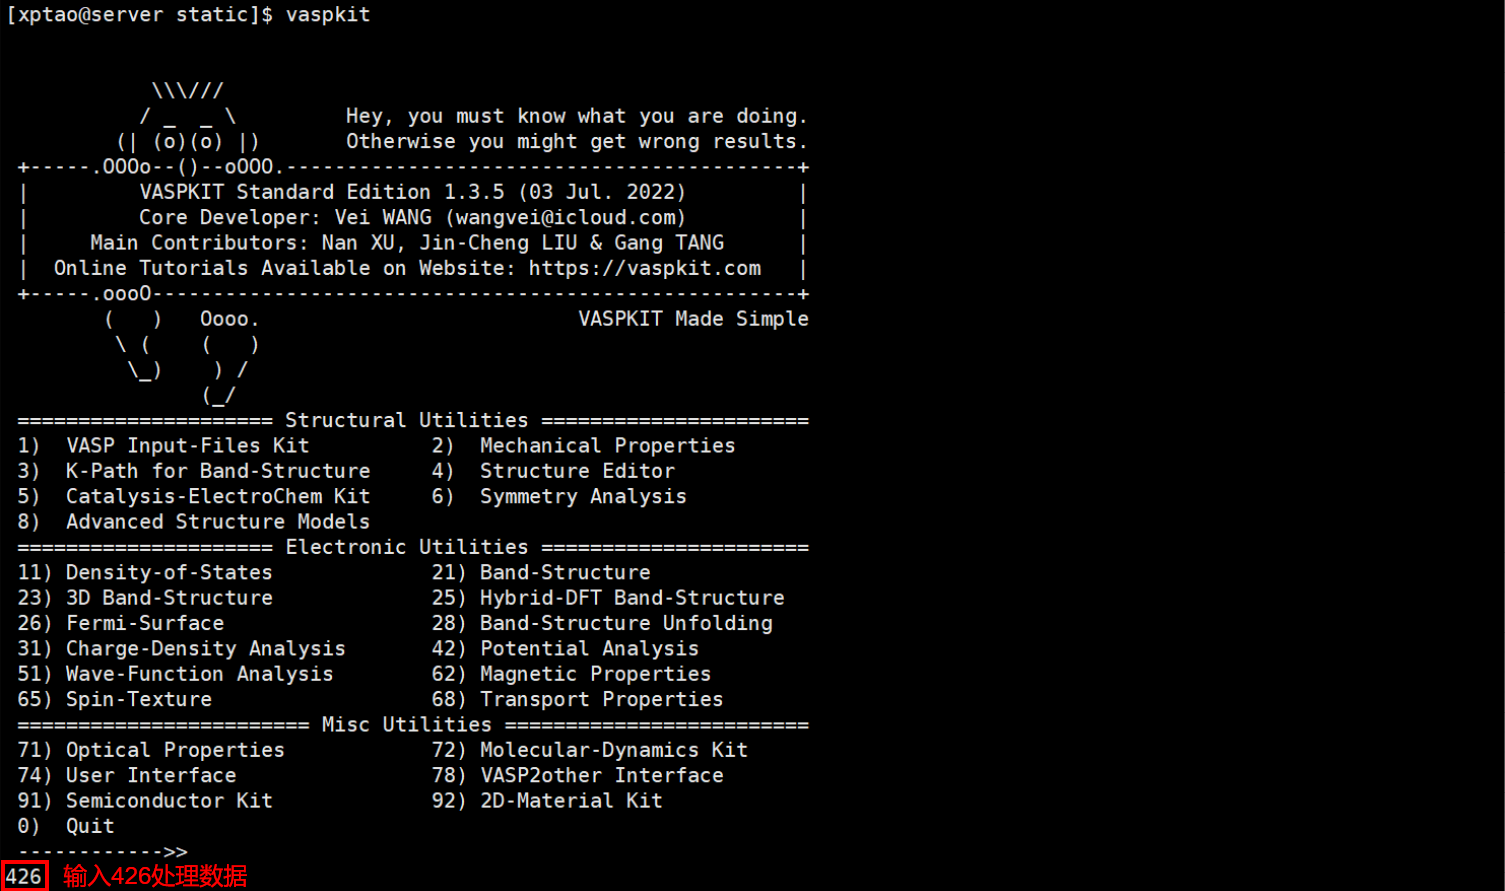 [xptao@server static]$ vaspkit
            \\\///
           / _  _ \         Hey, you must know what you are doing.
         (| (o)(o) |)       Otherwise you might get wrong results.
 +-----.OOOo--()--oOOO.------------------------------------------+
 |         VASPKIT Standard Edition 1.3.5 (03 Jul. 2022)         |
 |         Core Developer: Vei WANG (wangvei@icloud.com)         |
 |     Main Contributors: Nan XU, Jin-Cheng LIU & Gang TANG      |
 |  Online Tutorials Available on Website: https://vaspkit.com   |
 +-----.oooO-----------------------------------------------------+
        (   )   Oooo.                          VASPKIT Made Simple
         \ (    (   )
          \_)    ) /
                (_/
 ===================== Structural Utilities ======================
 1)  VASP Input-Files Kit          2)  Mechanical Properties
 3)  K-Path for Band-Structure     4)  Structure Editor
 5)  Catalysis-ElectroChem Kit     6)  Symmetry Analysis
 8)  Advanced Structure Models
 ===================== Electronic Utilities ======================
 11) Density-of-States             21) Band-Structure
 23) 3D Band-Structure             25) Hybrid-DFT Band-Structure
 26) Fermi-Surface                 28) Band-Structure Unfolding
 31) Charge-Density Analysis       42) Potential Analysis
 51) Wave-Function Analysis        62) Magnetic Properties
 65) Spin-Texture                  68) Transport Properties
 ======================== Misc Utilities =========================
 71) Optical Properties            72) Molecular-Dynamics Kit
 74) User Interface                78) VASP2other Interface
 91) Semiconductor Kit             92) 2D-Material Kit
 0)  Quit
 ------------>>
426 输入426处理数据